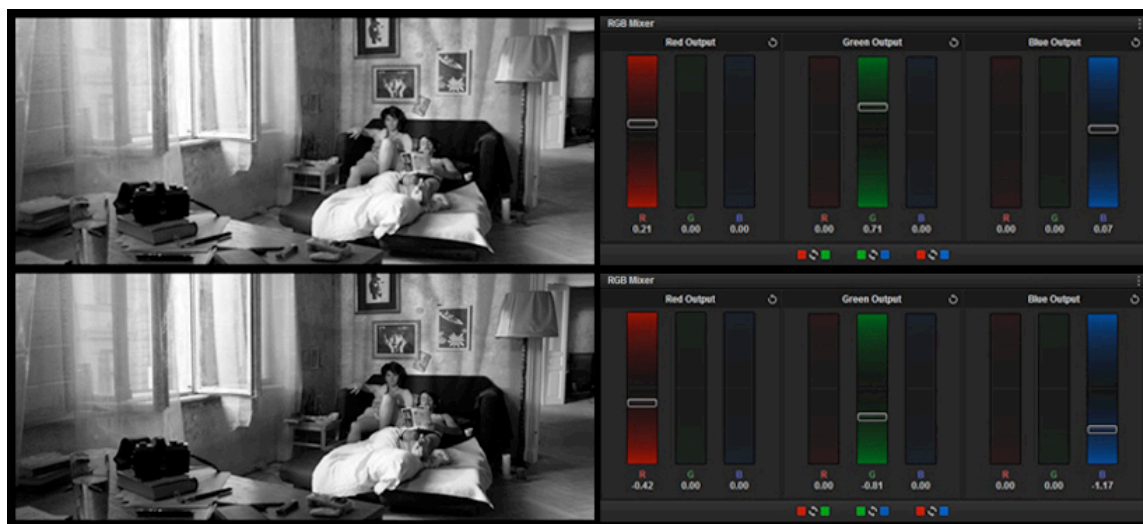 RGB Mixer
Red Output Green Output Blue Output
R G B R G B R G B
0.21 0.00 0.00 0.00 0.71 0.00 0.00 0.00 0.07
RGB Mixer
Red Output Green Output Blue Output
R G B R G B R G B
-0.42 0.00 0.00 0.00 -0.81 0.00 0.00 0.00 -1.17